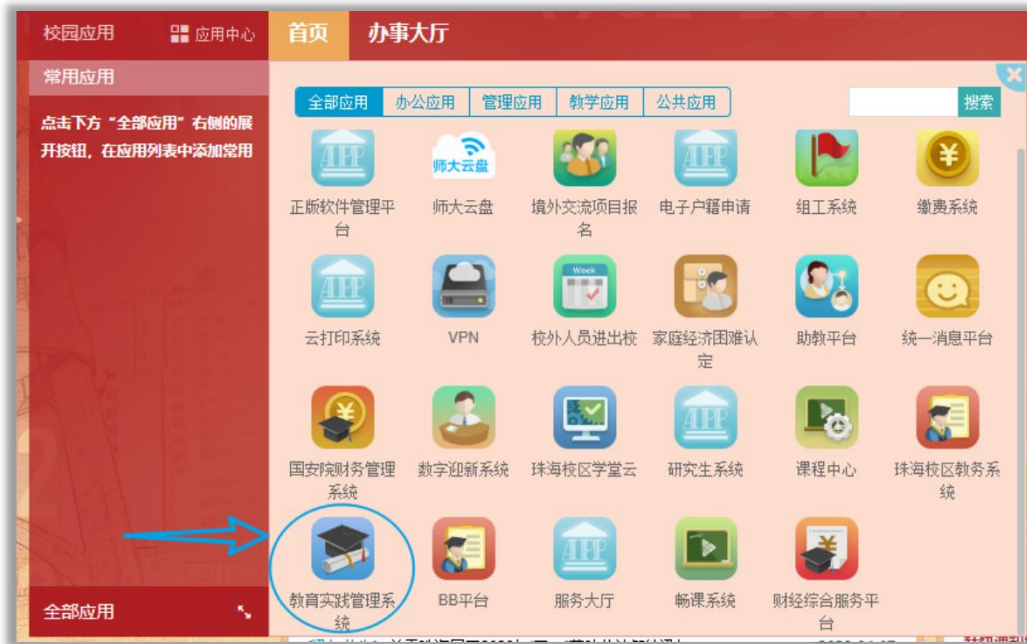 校园应用
应用中心
首页
办事大厅
常用应用
点击下方“全部应用”右侧的展
开按钮，在应用列表中添加常用
全部应用
办公应用
管理应用
教学应用
公共应用
搜索
APP
师大云盘
APP
正版软件管理平
台
师大云盘
境外交流项目报
名
电子户籍申请
组工系统
缴费系统
APP
Week
云打印系统
VPN
校外人员进出校
家庭经济困难认
定
助教平台
统一消息平台
APP
国安院财务管理
系统
数字迎新系统
珠海校区学堂云
研究生系统
课程中心
珠海校区教务系
统
APP
教育实践管理系
统
BB平台
服务大厅
畅课系统
财经综合服务平
台
全部应用